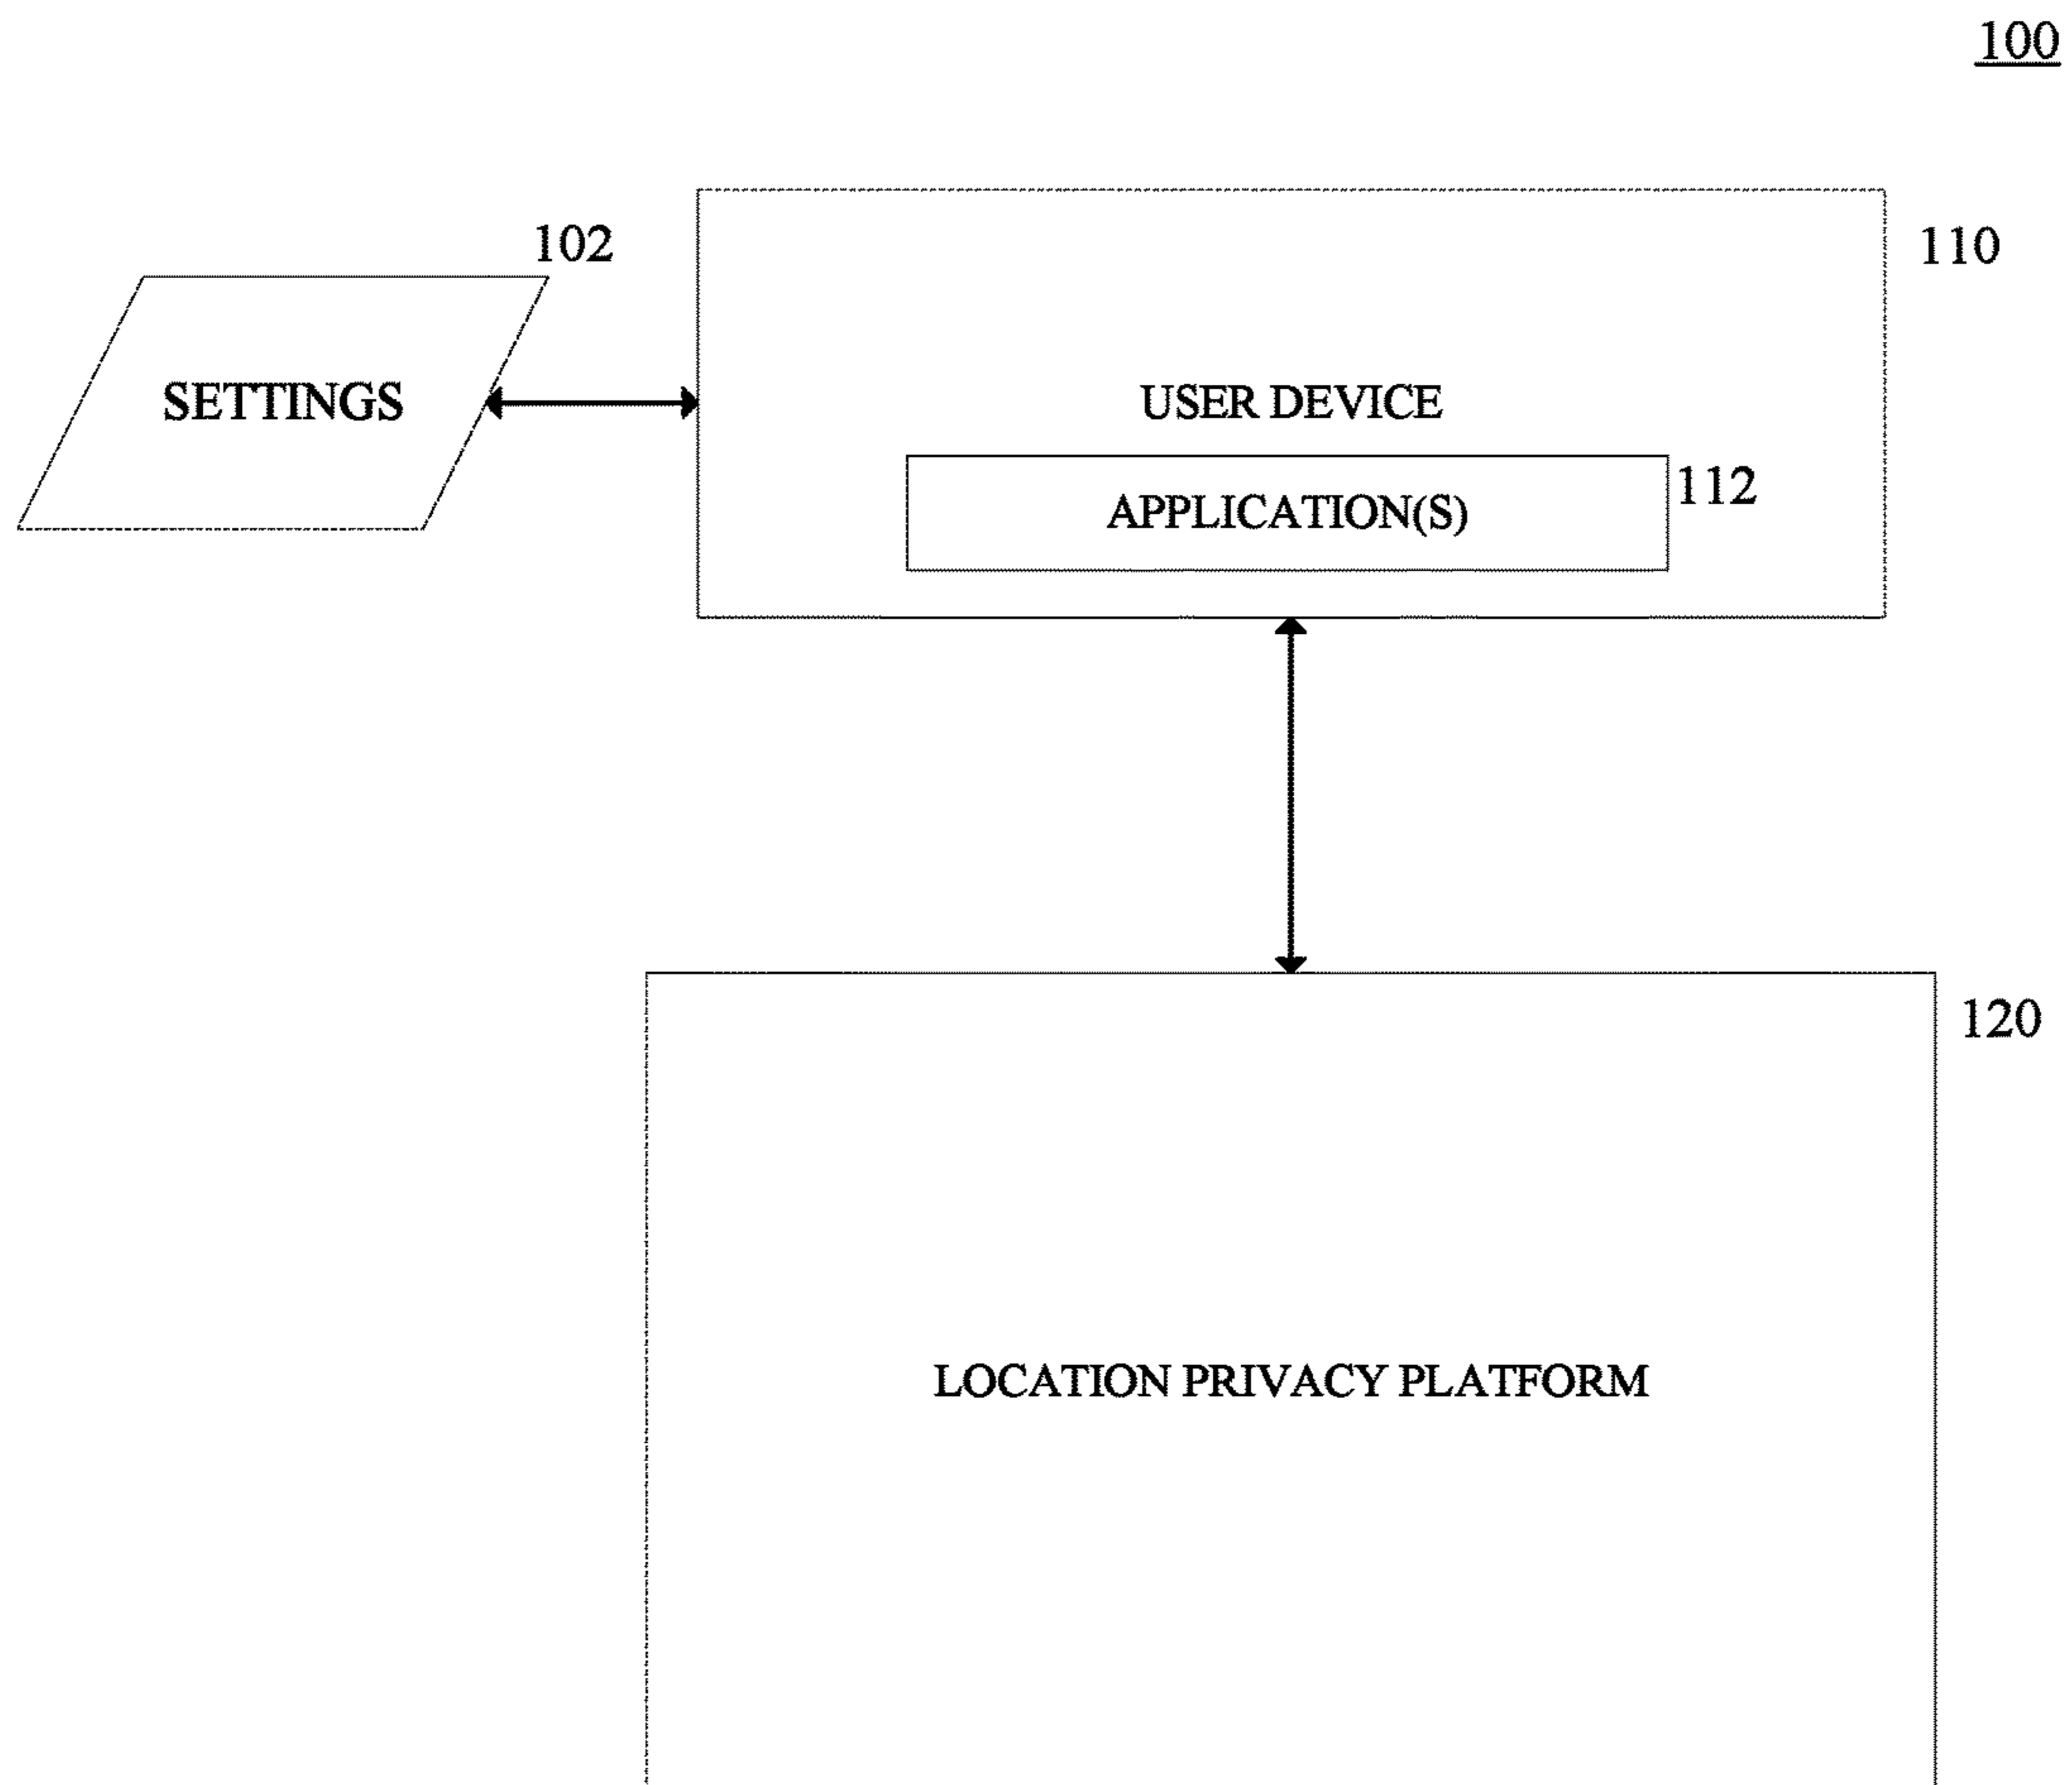 100
102
110
SETTINGS
USER DEVICE
112
APPLICATION(S)
120
LOCATION PRIVACY PLATFORM